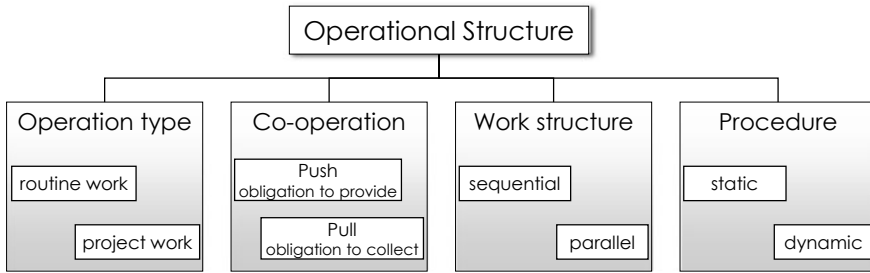 Operational Structure
Operation type
routine work
project work
Co-operation
Push
obligation to provide
Pull
obligation to collect
Work structure
sequential
parallel
Procedure
static
dynamic